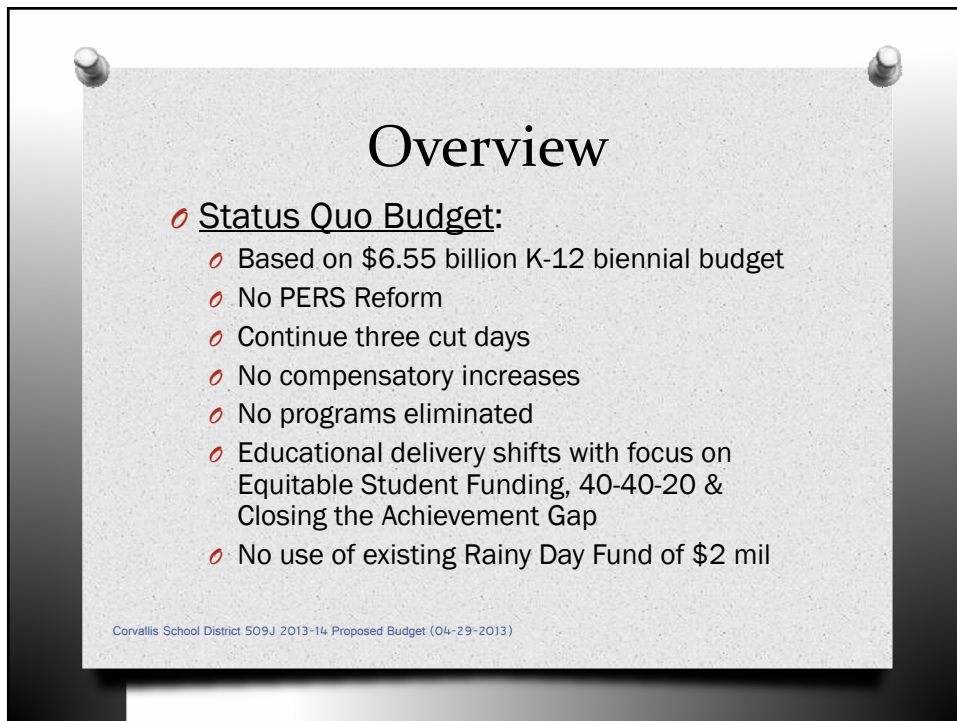 Overview
Status Quo Budget:
Based on $6.55 billion K-12 biennial budget
No PERS Reform
Continue three cut days
No compensatory increases
No programs eliminated
Educational delivery shifts with focus on
Equitable Student Funding, 40-40-20 &
Closing the Achievement Gap
No use of existing Rainy Day Fund of $2 mil
Corvallis School District 509J 2013-14 Proposed Budget (04-29-2013)